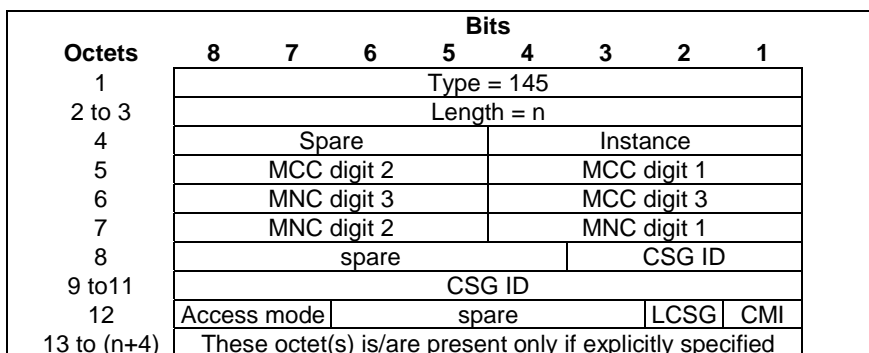 Bits
Octets 8 7 6 5 4 3 2 1
1 Type = 145
2 to 3 Length = n
4 Spare Instance
5 MCC digit 2 MCC digit 1
6 MNC digit 3 MCC digit 3
7 MNC digit 2 MNC digit 1
8 spare CSG ID
9 to11 CSG ID
12 Access mode spare LCSG CMI
13 to (n+4) These octet(s) is/are present only if explicitly specified